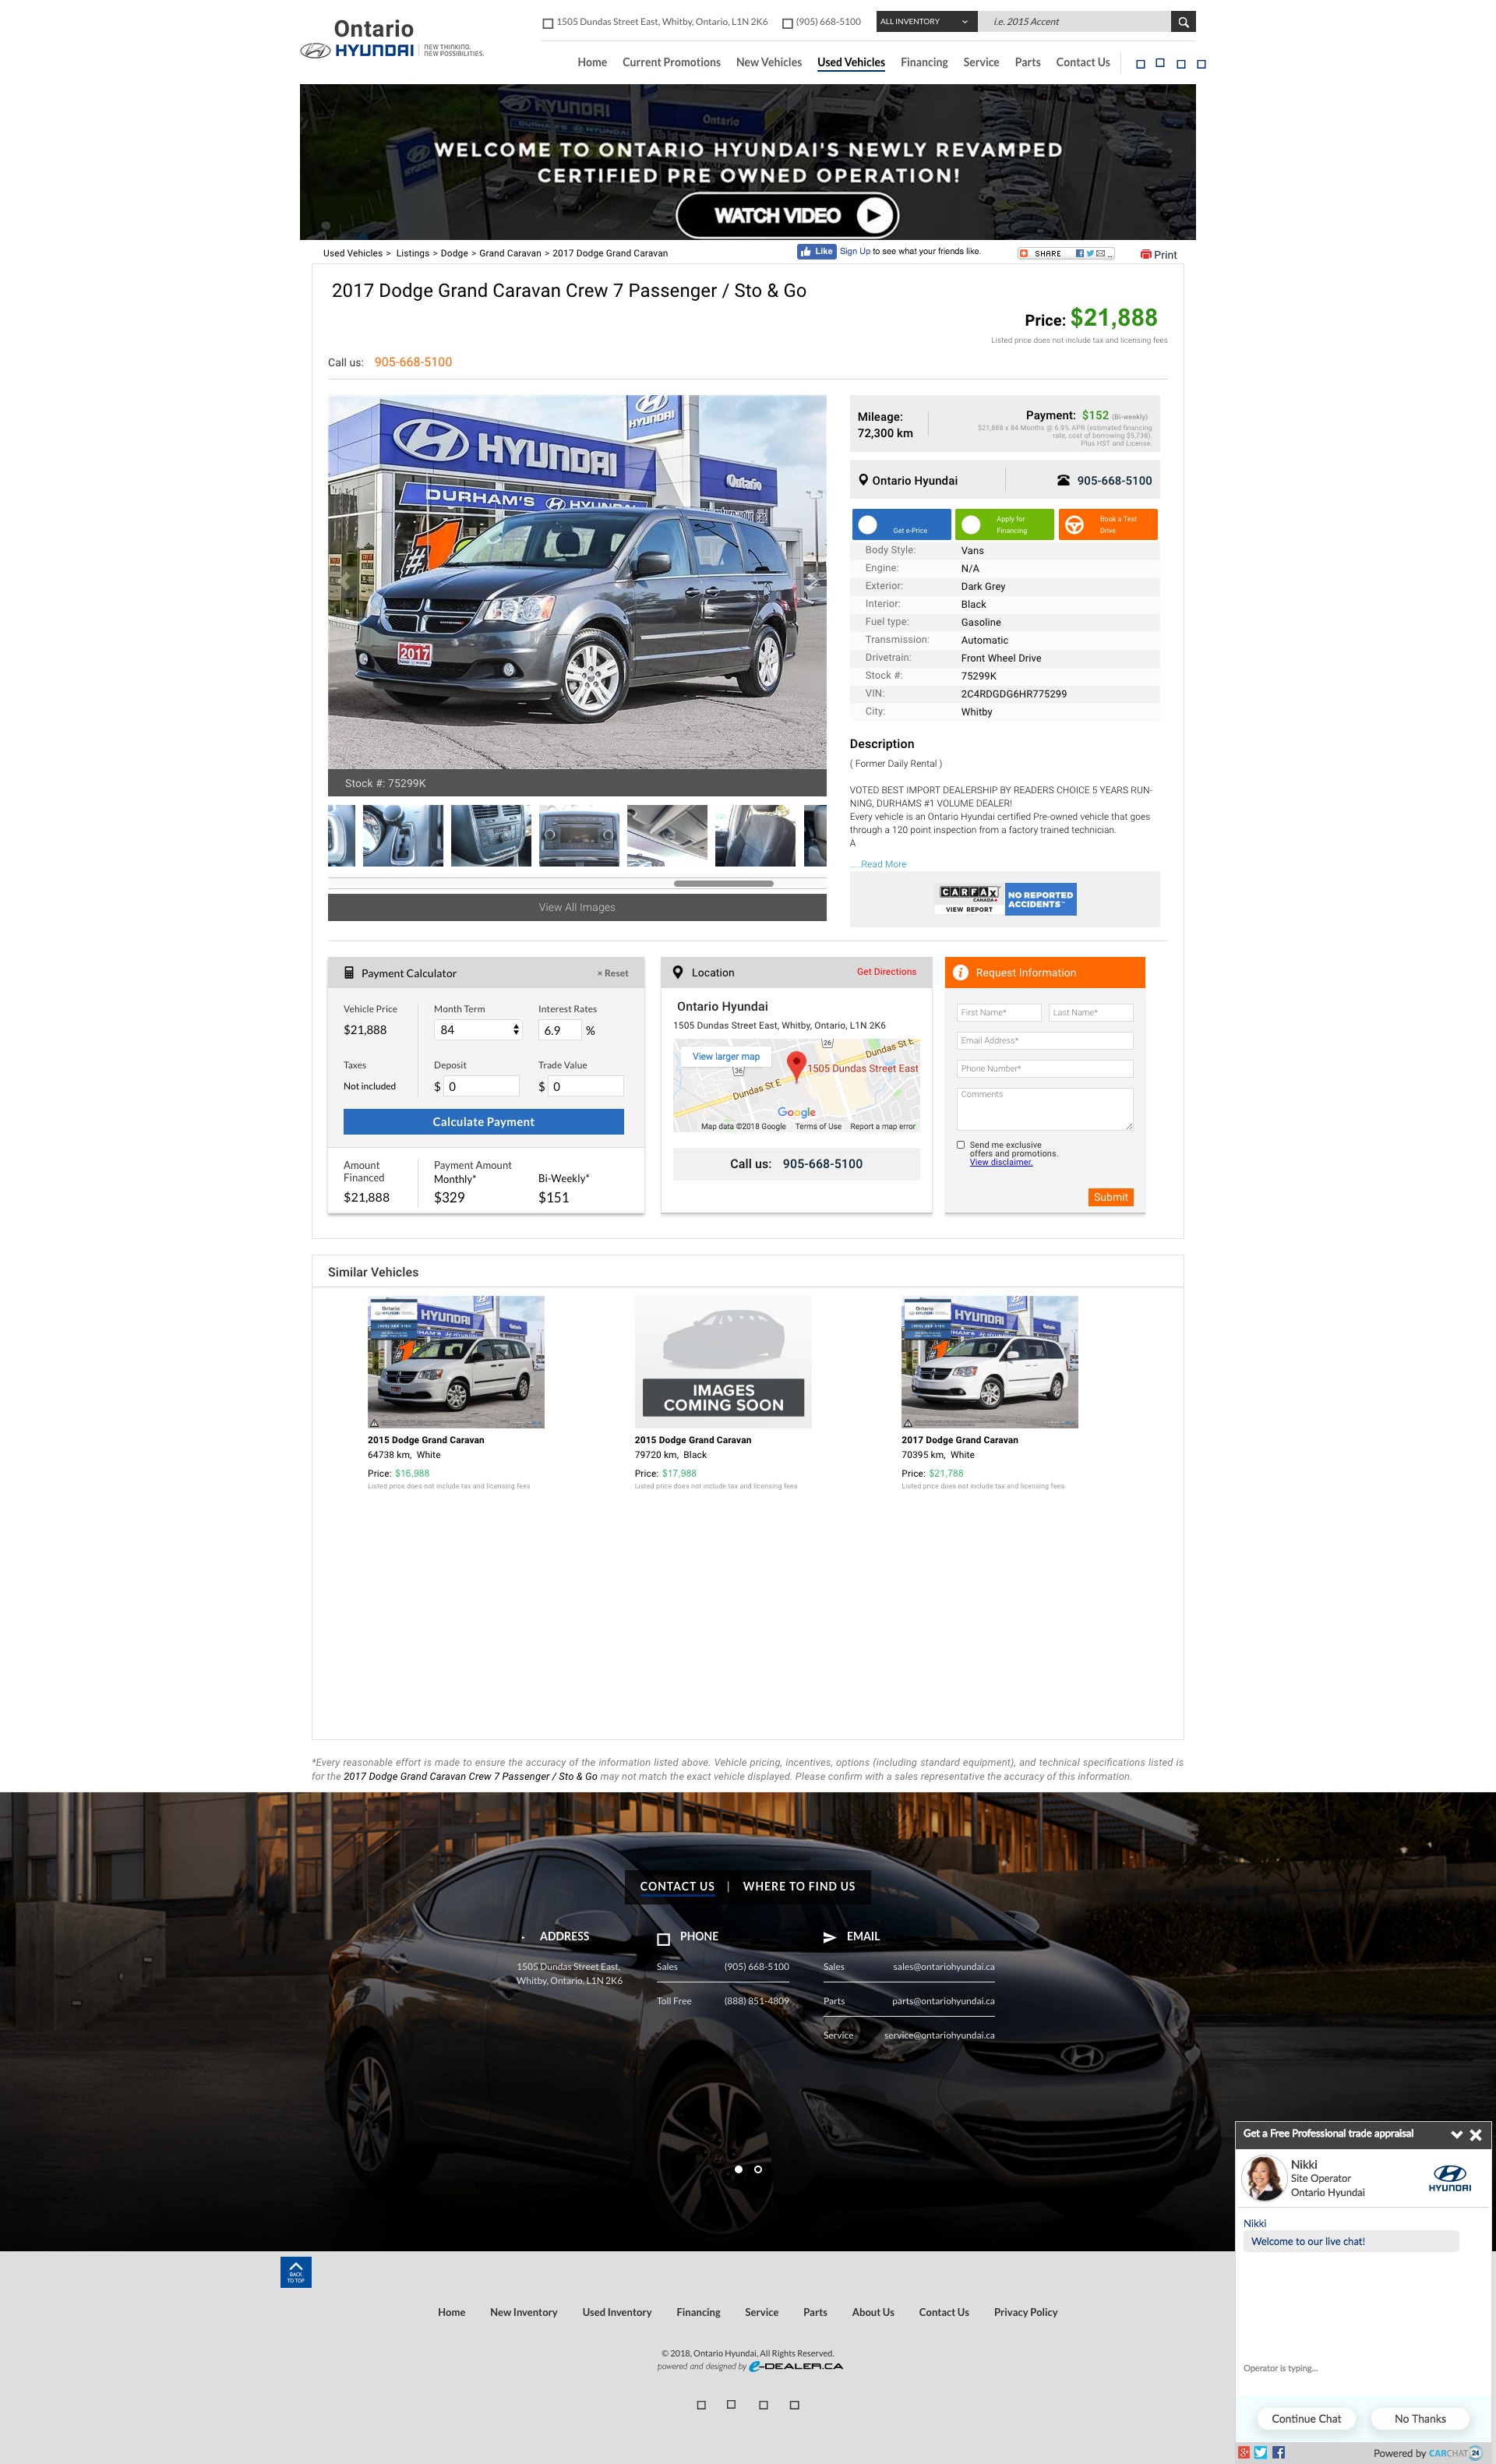 Ontario
HYUNDAI
NEW THINKING.
NEW POSSIBILITIES.
1505 Dundas Street East, Whitby, Ontario, L1N 2K6
(905) 668-5100
ALL INVENTORY
i.e. 2015 Accent
Home Current Promotions New Vehicles Used Vehicles Financing Service Parts Contact Us
WELCOME TO ONTARIO HYUNDAI'S NEWLY REVAMPED
CERTIFIED PRE OWNED OPERATION!
WATCH VIDEO
Used Vehicles > Listings > Dodge > Grand Caravan > 2017 Dodge Grand Caravan
Like Sign Up to see what your friends like.
SHARE
Print
2017 Dodge Grand Caravan Crew 7 Passenger / Sto & Go
Price: $21,888
Listed price does not include tax and licensing fees
Call us: 905-668-5100
HYUNDAI
HYUNDAI
Ontario
DURHAM'S HYUNDAI
#1
2017
Stock #: 75299K
View All Images
Mileage:
72,300 km
Payment: $152 (Bi-weekly)
$21,888 x 84 Months @ 6.9% APR (estimated financing
rate, cost of borrowing $5,738).
Plus HST and License.
Ontario Hyundai
905-668-5100
Get e-Price
Apply for
Financing
Book a Test
Drive
Body Style: Vans
Engine: N/A
Exterior: Dark Grey
Interior: Black
Fuel type: Gasoline
Transmission: Automatic
Drivetrain: Front Wheel Drive
Stock #: 75299K
VIN: 2C4RDGDG6HR775299
City: Whitby
Description
( Former Daily Rental )
VOTED BEST IMPORT DEALERSHIP BY READERS CHOICE 5 YEARS RUN-
NING, DURHAMS #1 VOLUME DEALER!
Every vehicle is an Ontario Hyundai certified Pre-owned vehicle that goes
through a 120 point inspection from a factory trained technician.
A
.....Read More
CARFAX
CANADA
VIEW REPORT
NO REPORTED
ACCIDENTS™
Payment Calculator
× Reset
Vehicle Price Month Term Interest Rates
$21,888 84 6.9 %
Taxes Deposit Trade Value
Not included $ 0 $ 0
Calculate Payment
Amount
Financed
Payment Amount
Monthly*
Bi-Weekly*
$21,888 $329 $151
Location
Get Directions
Ontario Hyundai
1505 Dundas Street East, Whitby, Ontario, L1N 2K6
View larger map
26
36
Dundas St E
Dundas St E
1505 Dundas Street East
Google
Map data ©2018 Google Terms of Use Report a map error
Call us: 905-668-5100
Request Information
First Name*
Last Name*
Email Address*
Phone Number*
Comments
Send me exclusive
offers and promotions.
View disclaimer.
Submit
Similar Vehicles
IMAGES
COMING SOON
2015 Dodge Grand Caravan
64738 km, White
Price: $16,988
Listed price does not include tax and licensing fees
2015 Dodge Grand Caravan
79720 km, Black
Price: $17,988
Listed price does not include tax and licensing fees
2017 Dodge Grand Caravan
70395 km, White
Price: $21,788
Listed price does not include tax and licensing fees
*Every reasonable effort is made to ensure the accuracy of the information listed above. Vehicle pricing, incentives, options (including standard equipment), and technical specifications listed is
for the 2017 Dodge Grand Caravan Crew 7 Passenger / Sto & Go may not match the exact vehicle displayed. Please confirm with a sales representative the accuracy of this information.
CONTACT US | WHERE TO FIND US
ADDRESS
1505 Dundas Street East,
Whitby, Ontario, L1N 2K6
PHONE
Sales (905) 668-5100
Toll Free (888) 851-4809
EMAIL
Sales sales@ontariohyundai.ca
Parts parts@ontariohyundai.ca
Service service@ontariohyundai.ca
Get a Free Professional trade appraisal
Nikki
Site Operator
Ontario Hyundai
HYUNDAI
Nikki
Welcome to our live chat!
Operator is typing...
Continue Chat
No Thanks
Powered by CARCHAT 24
BACK
TO TOP
Home New Inventory Used Inventory Financing Service Parts About Us Contact Us Privacy Policy
© 2018, Ontario Hyundai, All Rights Reserved.
powered and designed by e-DEALER.CA